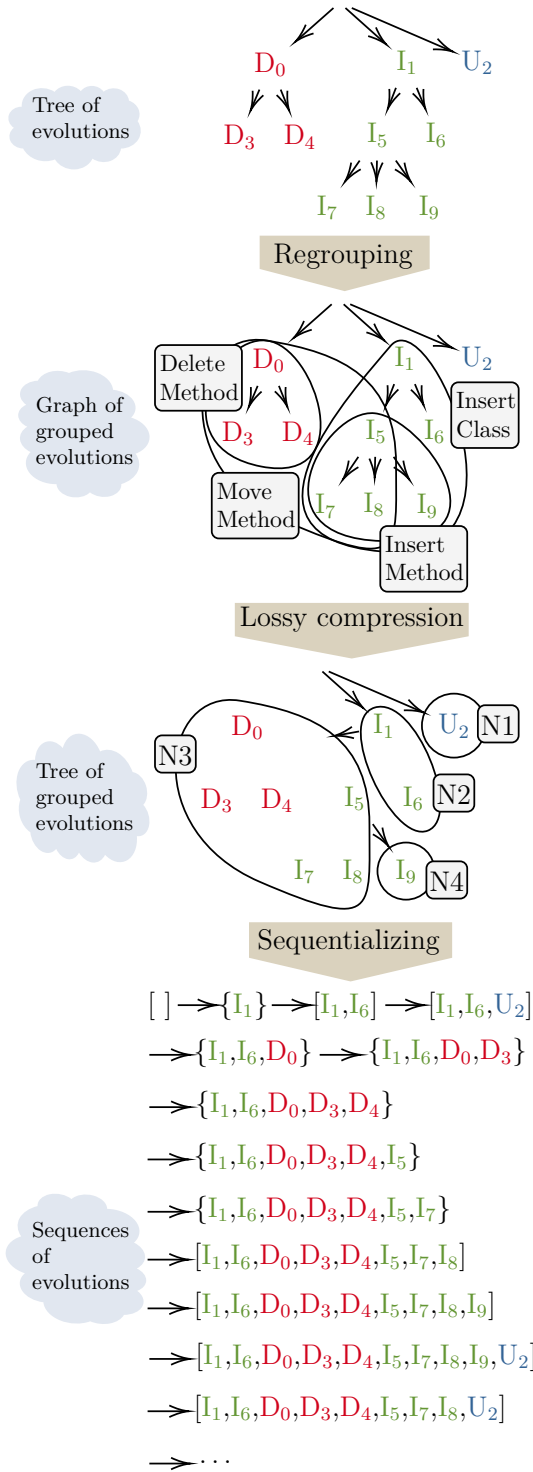 D₀ I₁ U₂
Tree of
evolutions
D₃ D₄ I₅ I₆
I₇ I₈ I₉
Regrouping
Delete
Method
D₀ I₁ U₂
Graph of
grouped
evolutions
Insert
Class
D₃ D₄ I₅ I₆
Move
Method
I₇ I₈ I₉
Insert
Method
Lossy compression
D₀ I₁ U₂ N1
N3
Tree of
grouped
evolutions
D₃ D₄ I₅ I₆ N2
I₇ I₈ I₉ N4
Sequentializing
[ ] {I₁} [I₁,I₆] [I₁,I₆,U₂]
{I₁,I₆,D₀} {I₁,I₆,D₀,D₃}
{I₁,I₆,D₀,D₃,D₄}
{I₁,I₆,D₀,D₃,D₄,I₅}
{I₁,I₆,D₀,D₃,D₄,I₅,I₇}
Sequences
of
evolutions
[I₁,I₆,D₀,D₃,D₄,I₅,I₇,I₈]
[I₁,I₆,D₀,D₃,D₄,I₅,I₇,I₈,I₉]
[I₁,I₆,D₀,D₃,D₄,I₅,I₇,I₈,I₉,U₂]
[I₁,I₆,D₀,D₃,D₄,I₅,I₇,I₈,U₂]
···